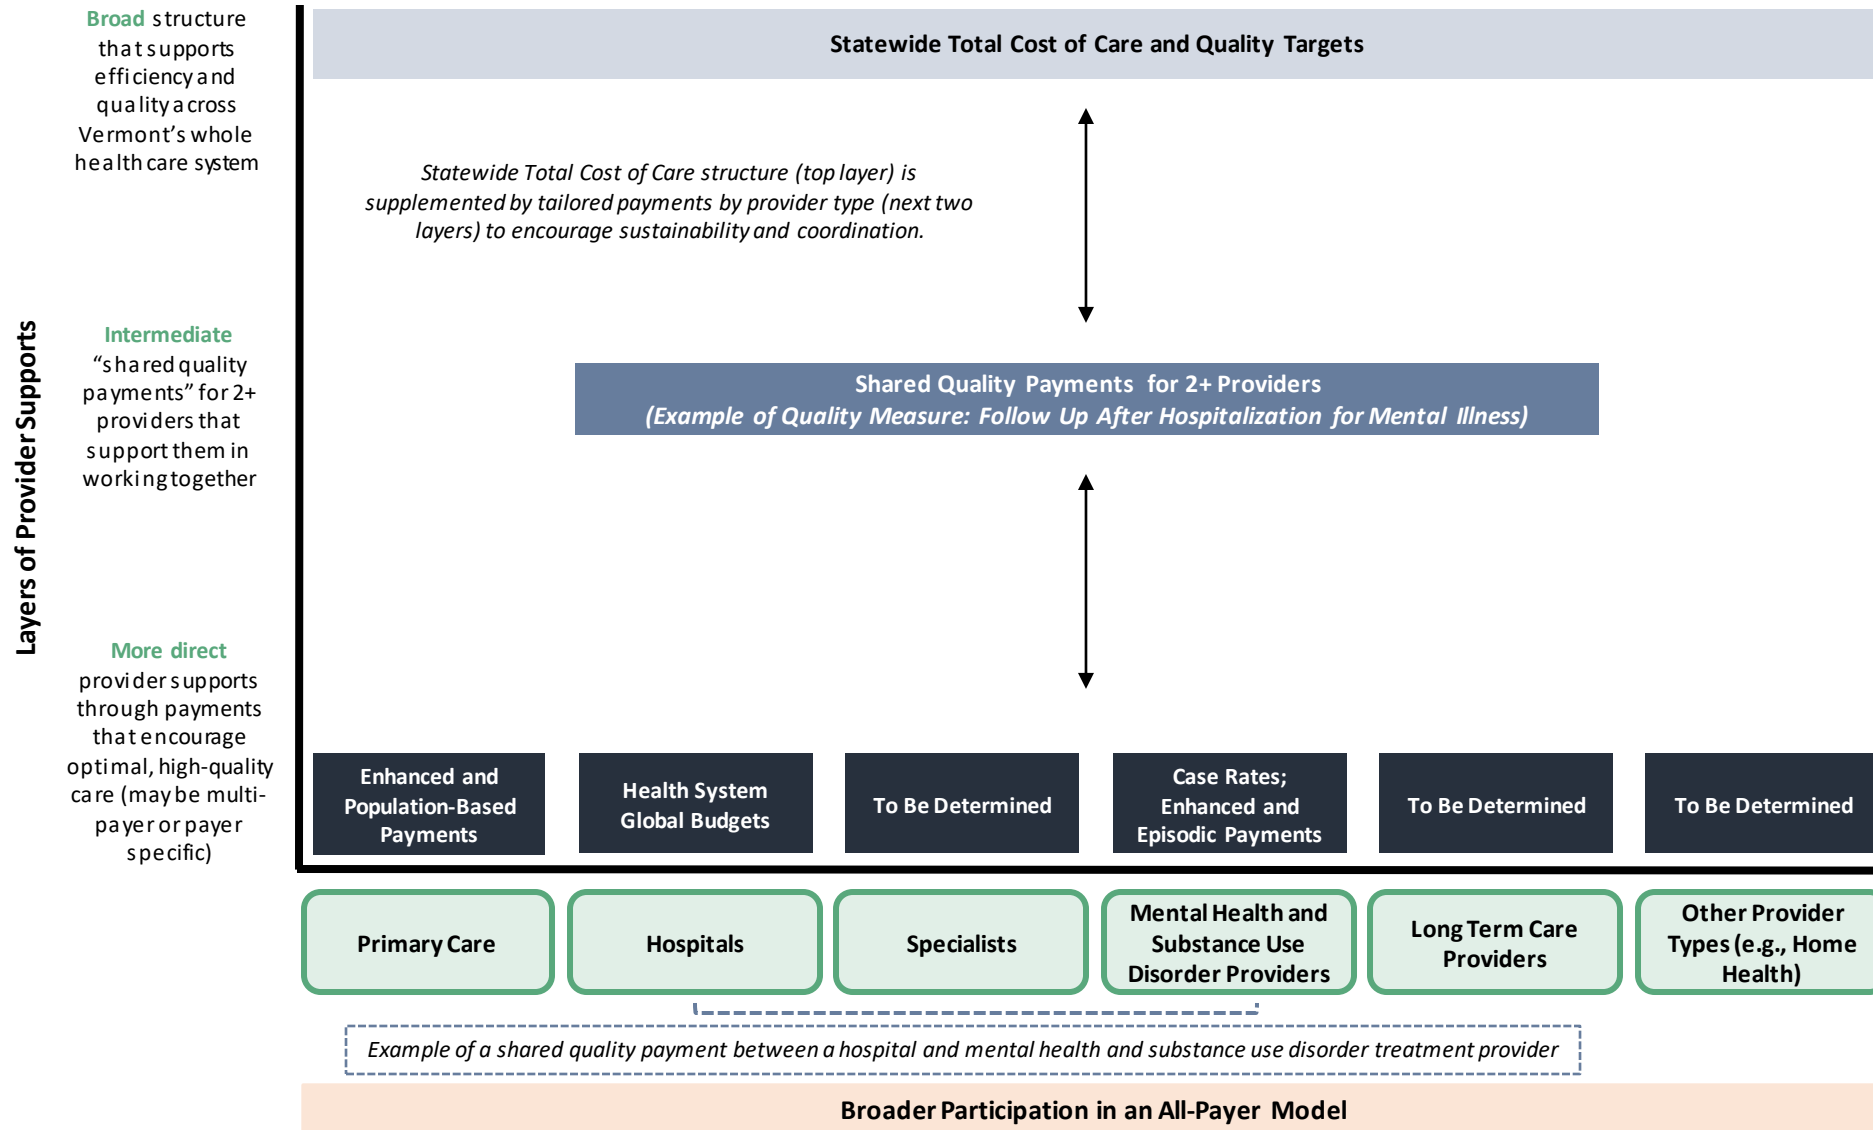 Layers of Provider Supports
Broad structure
that supports
efficiency and
quality across
Vermont’s whole
health care system
Intermediate
“shared quality
payments” for 2+
providers that
support them in
working together
More direct
provider supports
through payments
that encourage
optimal, high-quality
care (may be multi-
payer or payer
specific)
Statewide Total Cost of Care and Quality Targets
Statewide Total Cost of Care structure (top layer) is
supplemented by tailored payments by provider type (next two
layers) to encourage sustainability and coordination.
Shared Quality Payments for 2+ Providers
(Example of Quality Measure: Follow Up After Hospitalization for Mental Illness)
Enhanced and
Population-Based
Payments
Health System
Global Budgets
To Be Determined
Case Rates;
Enhanced and
Episodic Payments
To Be Determined
To Be Determined
Primary Care
Hospitals
Specialists
Mental Health and
Substance Use
Disorder Providers
Long Term Care
Providers
Other Provider
Types (e.g., Home
Health)
Example of a shared quality payment between a hospital and mental health and substance use disorder treatment provider
Broader Participation in an All-Payer Model